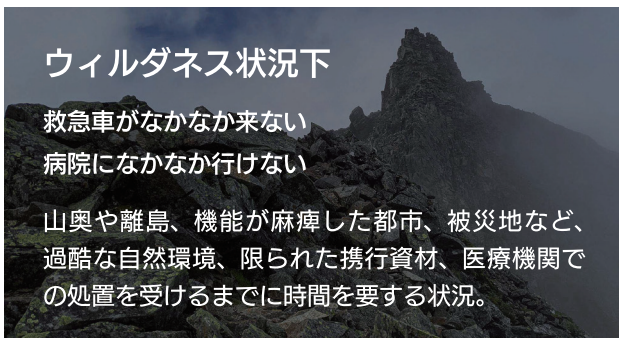 ウィルダネス状況下
救急車がなかなか来ない
病院になかなか行けない
山奥や離島、機能が麻痺した都市、被災地など、
過酷な自然環境、限られた携行資材、医療機関で
の処置を受けるまでに時間を要する状況。